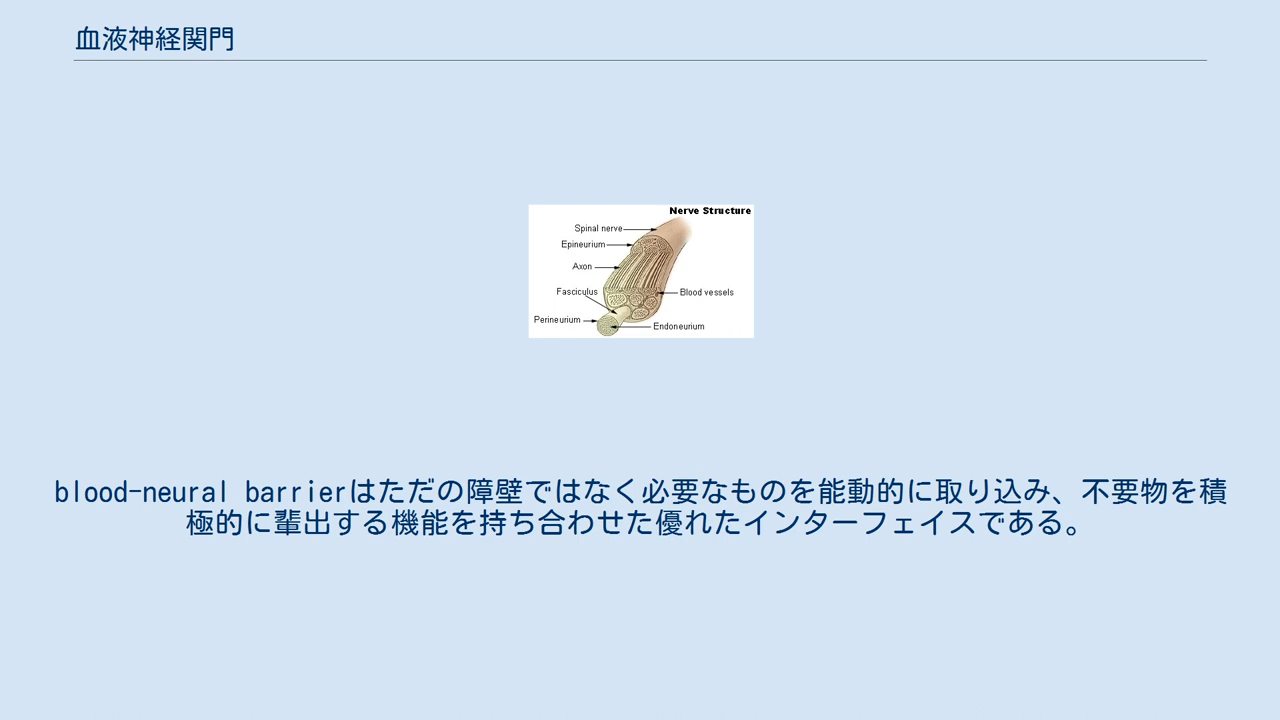 血液神経関門
Nerve Structure
Spinal nerve
Epineurium
Axon
Fasciculus
Blood vessels
Perineurium
Endoneurium
blood-neural barrierはただの障壁ではなく必要なものを能動的に取り込み、不要物を積
極的に輩出する機能を持ち合わせた優れたインターフェイスである。